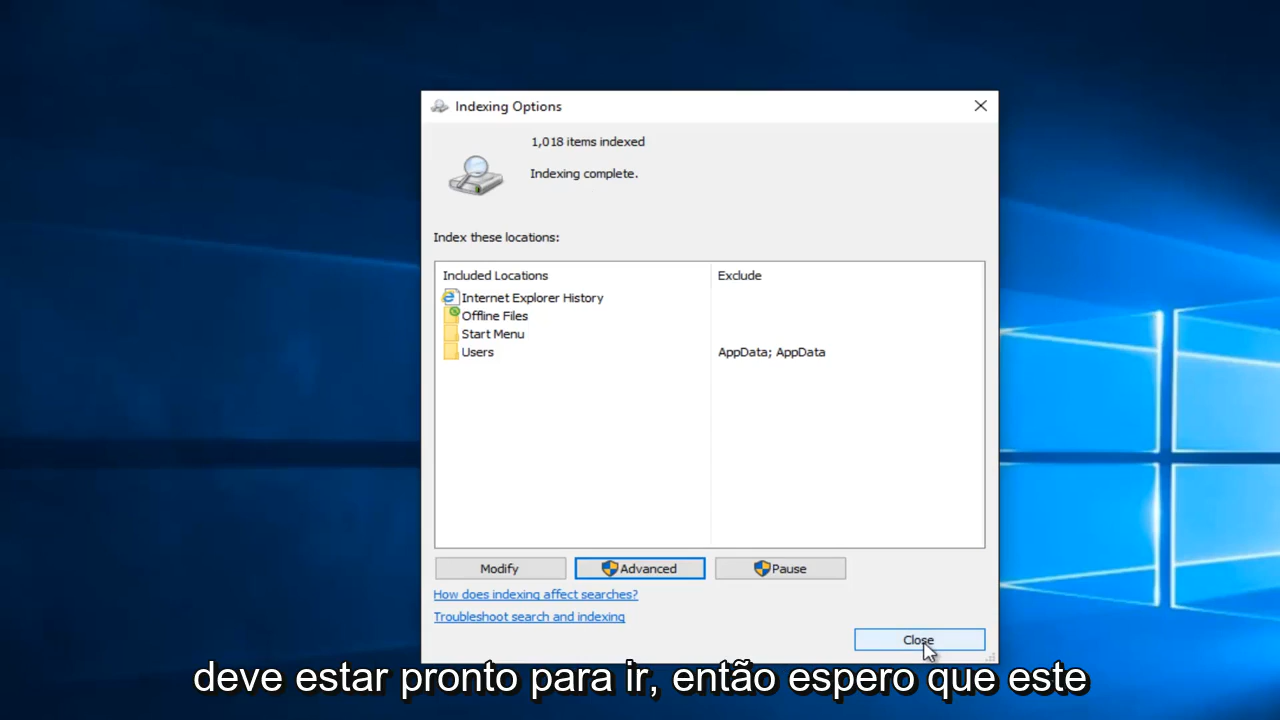 Indexing Options
1,018 items indexed
Indexing complete.
Index these locations:
Included Locations Exclude
Internet Explorer History
Offline Files
Start Menu
Users AppData; AppData
Modify Advanced Pause
How does indexing affect searches?
Troubleshoot search and indexing
Close
deve estar pronto para ir, então espero que este